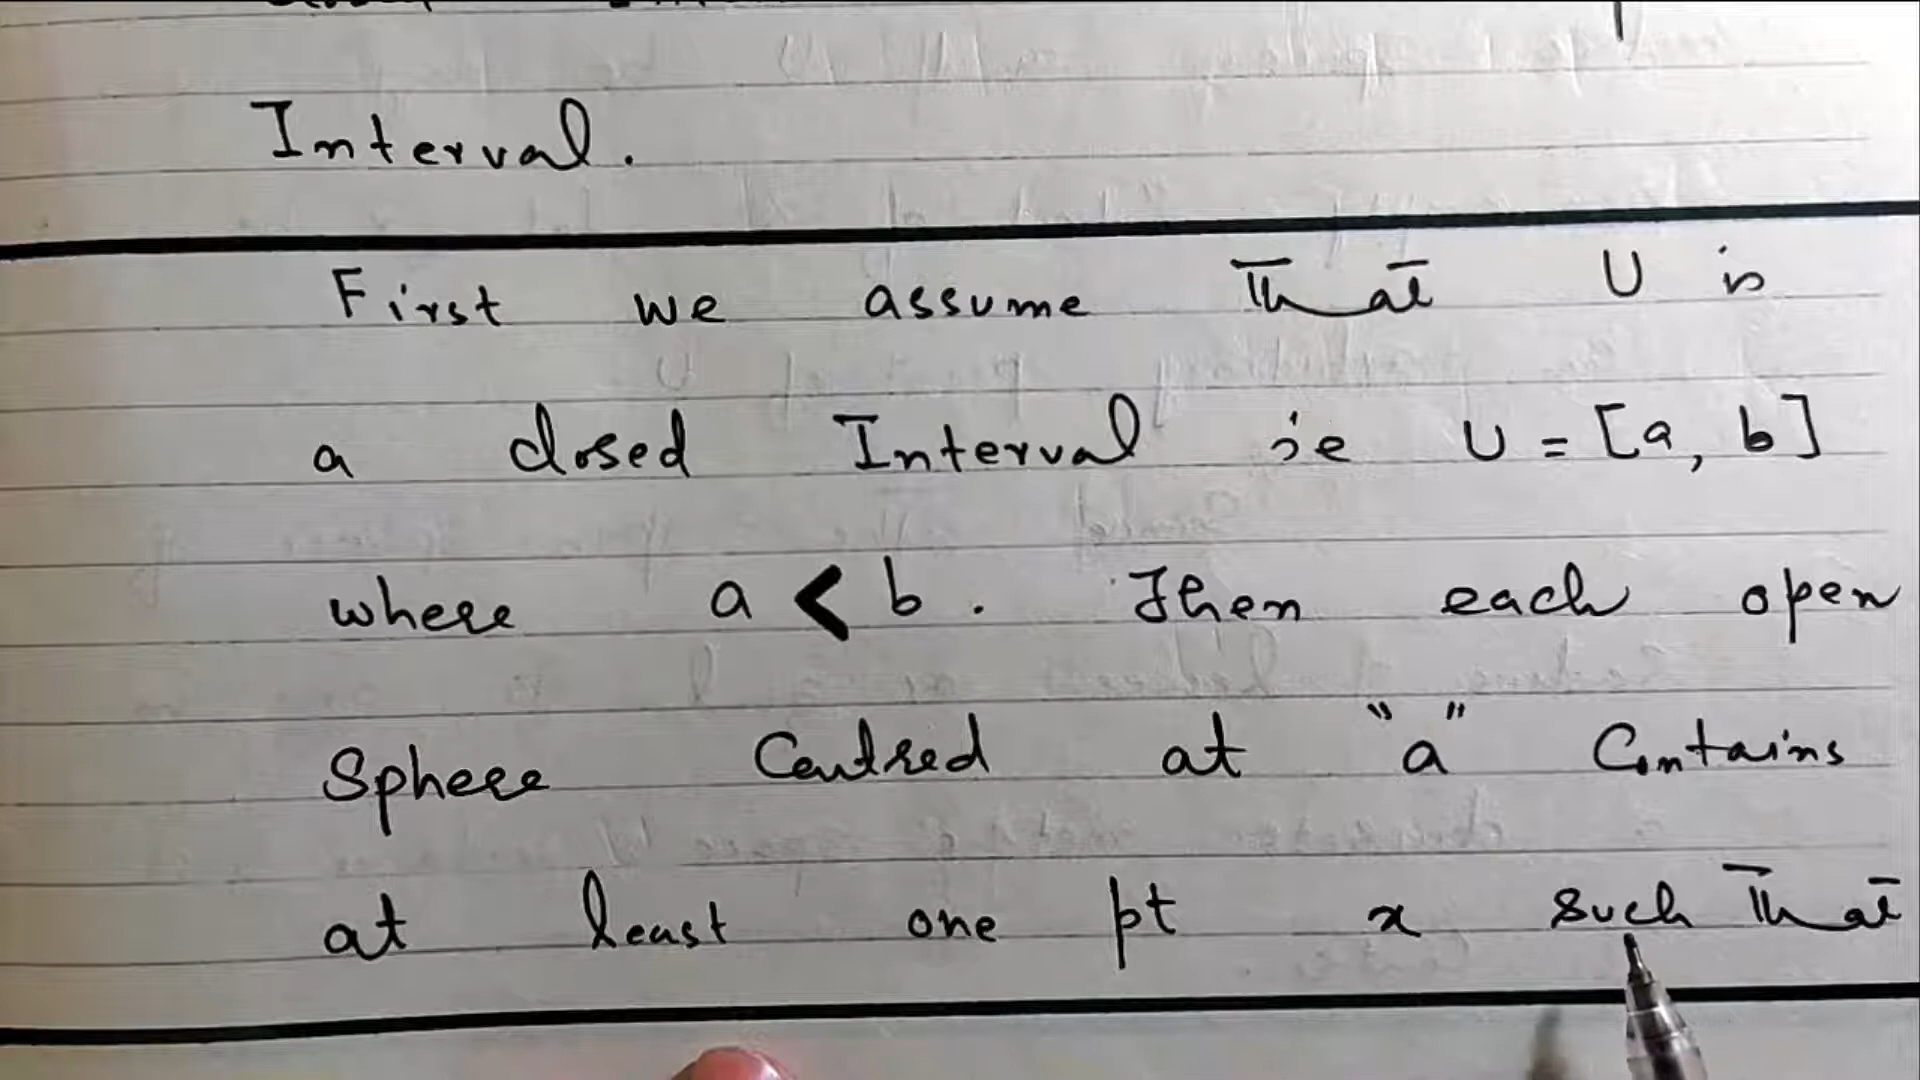 Interval.
First we assume that U is
a closed Interval ie U = [a, b]
where a < b. Then each open
Sphere Centred at "a" Contains
at least one pt x such that